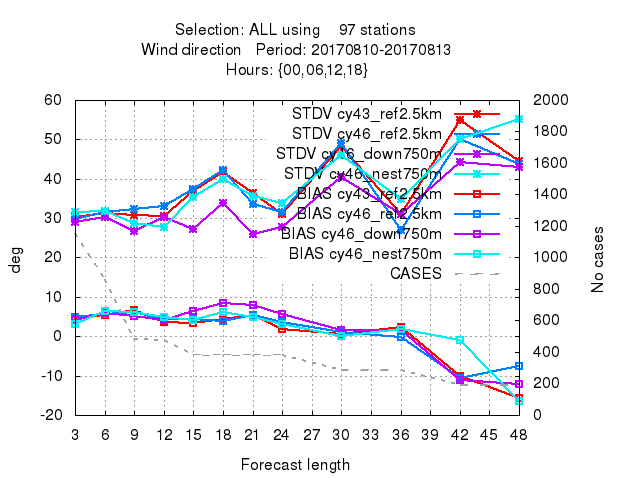 Selection: ALL using    97 stations
Wind direction   Period: 20170810-20170813
Hours: {00,06,12,18}
60
50
40
30
20
10
0
-10
-20
deg
2000
1800
1600
1400
1200
1000
800
600
400
200
0
No cases
STDV cy43_ref2.5km
STDV cy46_ref2.5km
STDV cy46_down750m
STDV cy46_nest750m
BIAS cy43_ref2.5km
BIAS cy46_ref2.5km
BIAS cy46_down750m
BIAS cy46_nest750m
CASES
3 6 9 12 15 18 21 24 27 30 33 36 39 42 45 48
Forecast length